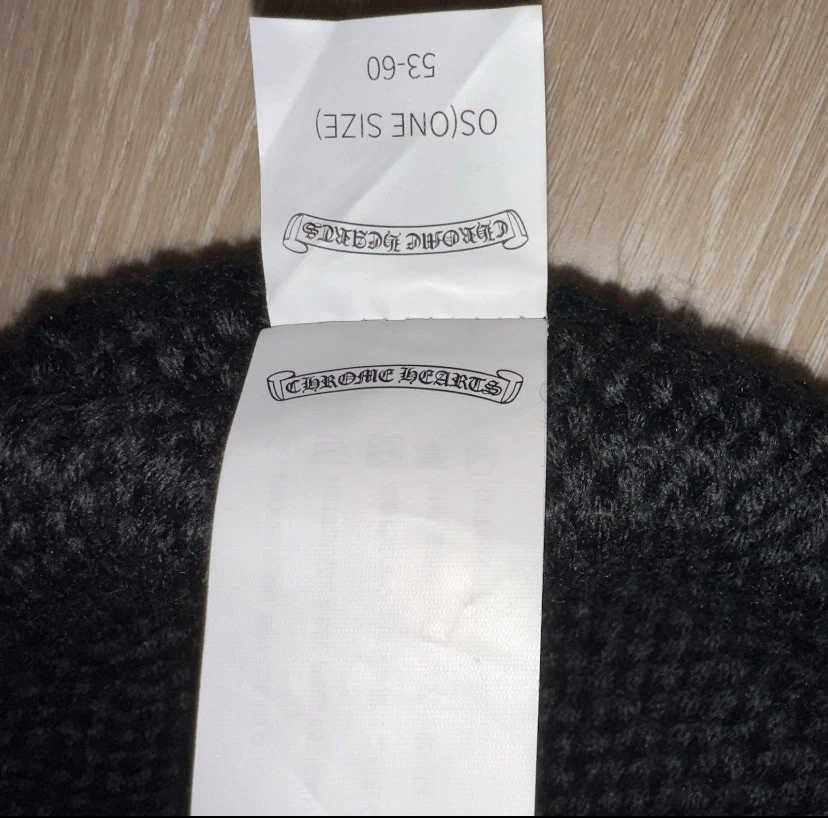 53-60
OS(ONE SIZE)
CHROME HEARTS
CHROME HEARTS